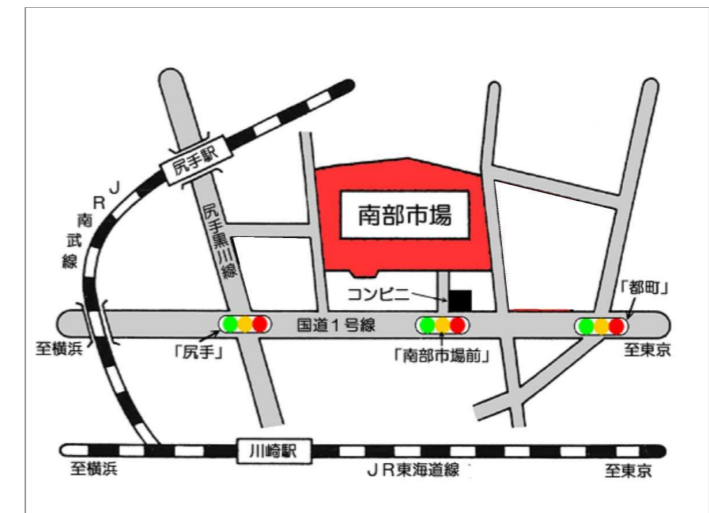 尻手駅
JR南武線
尻手黒川線
南部市場
コンビニ
「都町」
国道1号線
至横浜
「尻手」
「南部市場前」
至東京
川崎駅
至横浜
JR東海道線
至東京